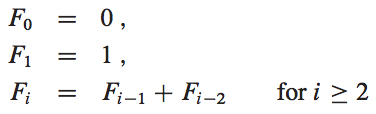 F₀ = 0 ,
F₁ = 1 ,
Fᵢ = Fᵢ₋₁ + Fᵢ₋₂ for i ≥ 2